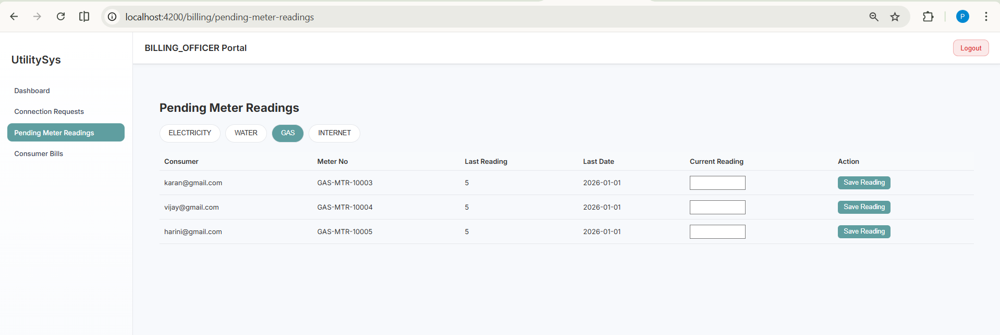 localhost:4200/billing/pending-meter-readings
P
UtilitySys
BILLING_OFFICER Portal
Logout
Dashboard
Connection Requests
Pending Meter Readings
Consumer Bills
Pending Meter Readings
ELECTRICITY WATER GAS INTERNET
Consumer Meter No Last Reading Last Date Current Reading Action
karan@gmail.com GAS-MTR-10003 5 2026-01-01 Save Reading
vijay@gmail.com GAS-MTR-10004 5 2026-01-01 Save Reading
harini@gmail.com GAS-MTR-10005 5 2026-01-01 Save Reading